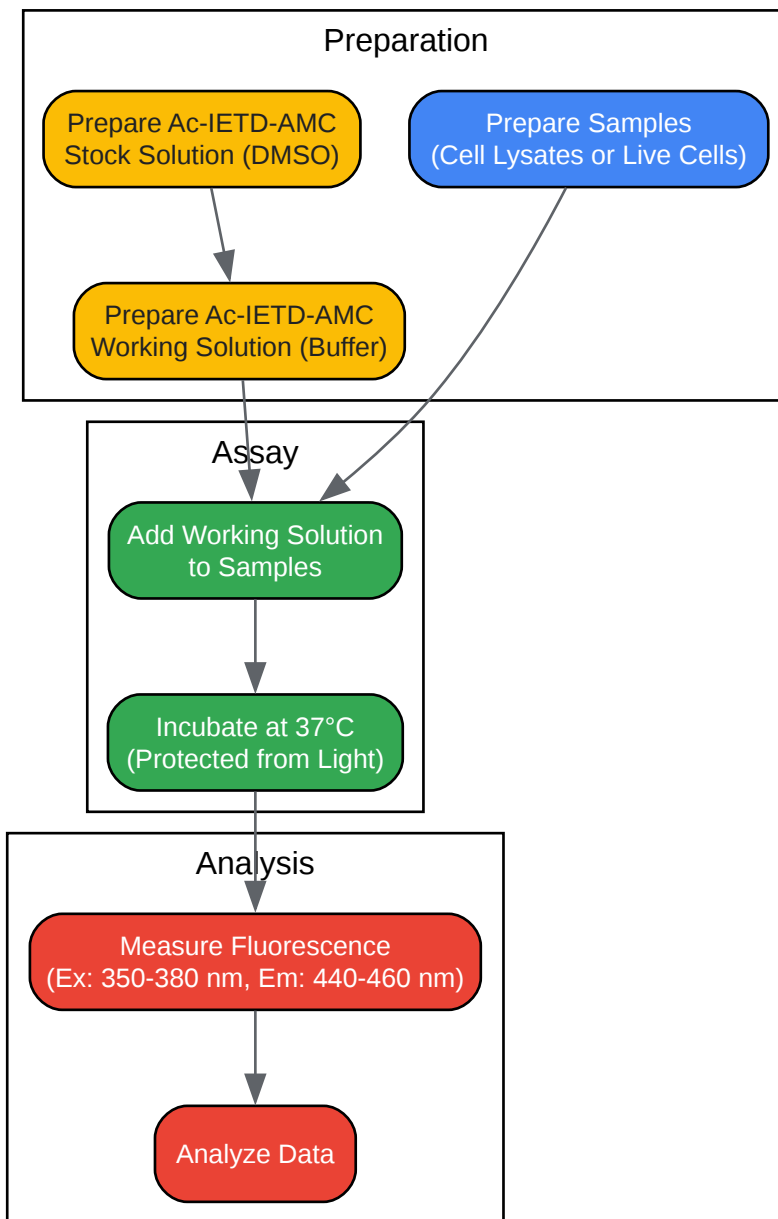 Preparation
Prepare Ac-IETD-AMC
Stock Solution (DMSO)
Prepare Samples
(Cell Lysates or Live Cells)
Prepare Ac-IETD-AMC
Working Solution (Buffer)
Assay
Add Working Solution
to Samples
Incubate at 37°C
(Protected from Light)
Analysis
Measure Fluorescence
(Ex: 350-380 nm, Em: 440-460 nm)
Analyze Data